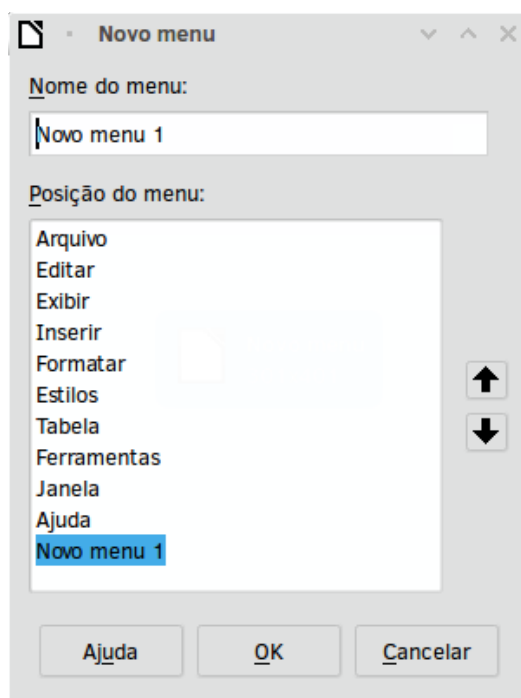 Novo menu
Nome do menu:
Novo menu 1
Posição do menu:
Arquivo
Editar
Exibir
Inserir
Formatar
Estilos
Tabela
Ferramentas
Janela
Ajuda
Novo menu 1
Ajuda OK Cancelar